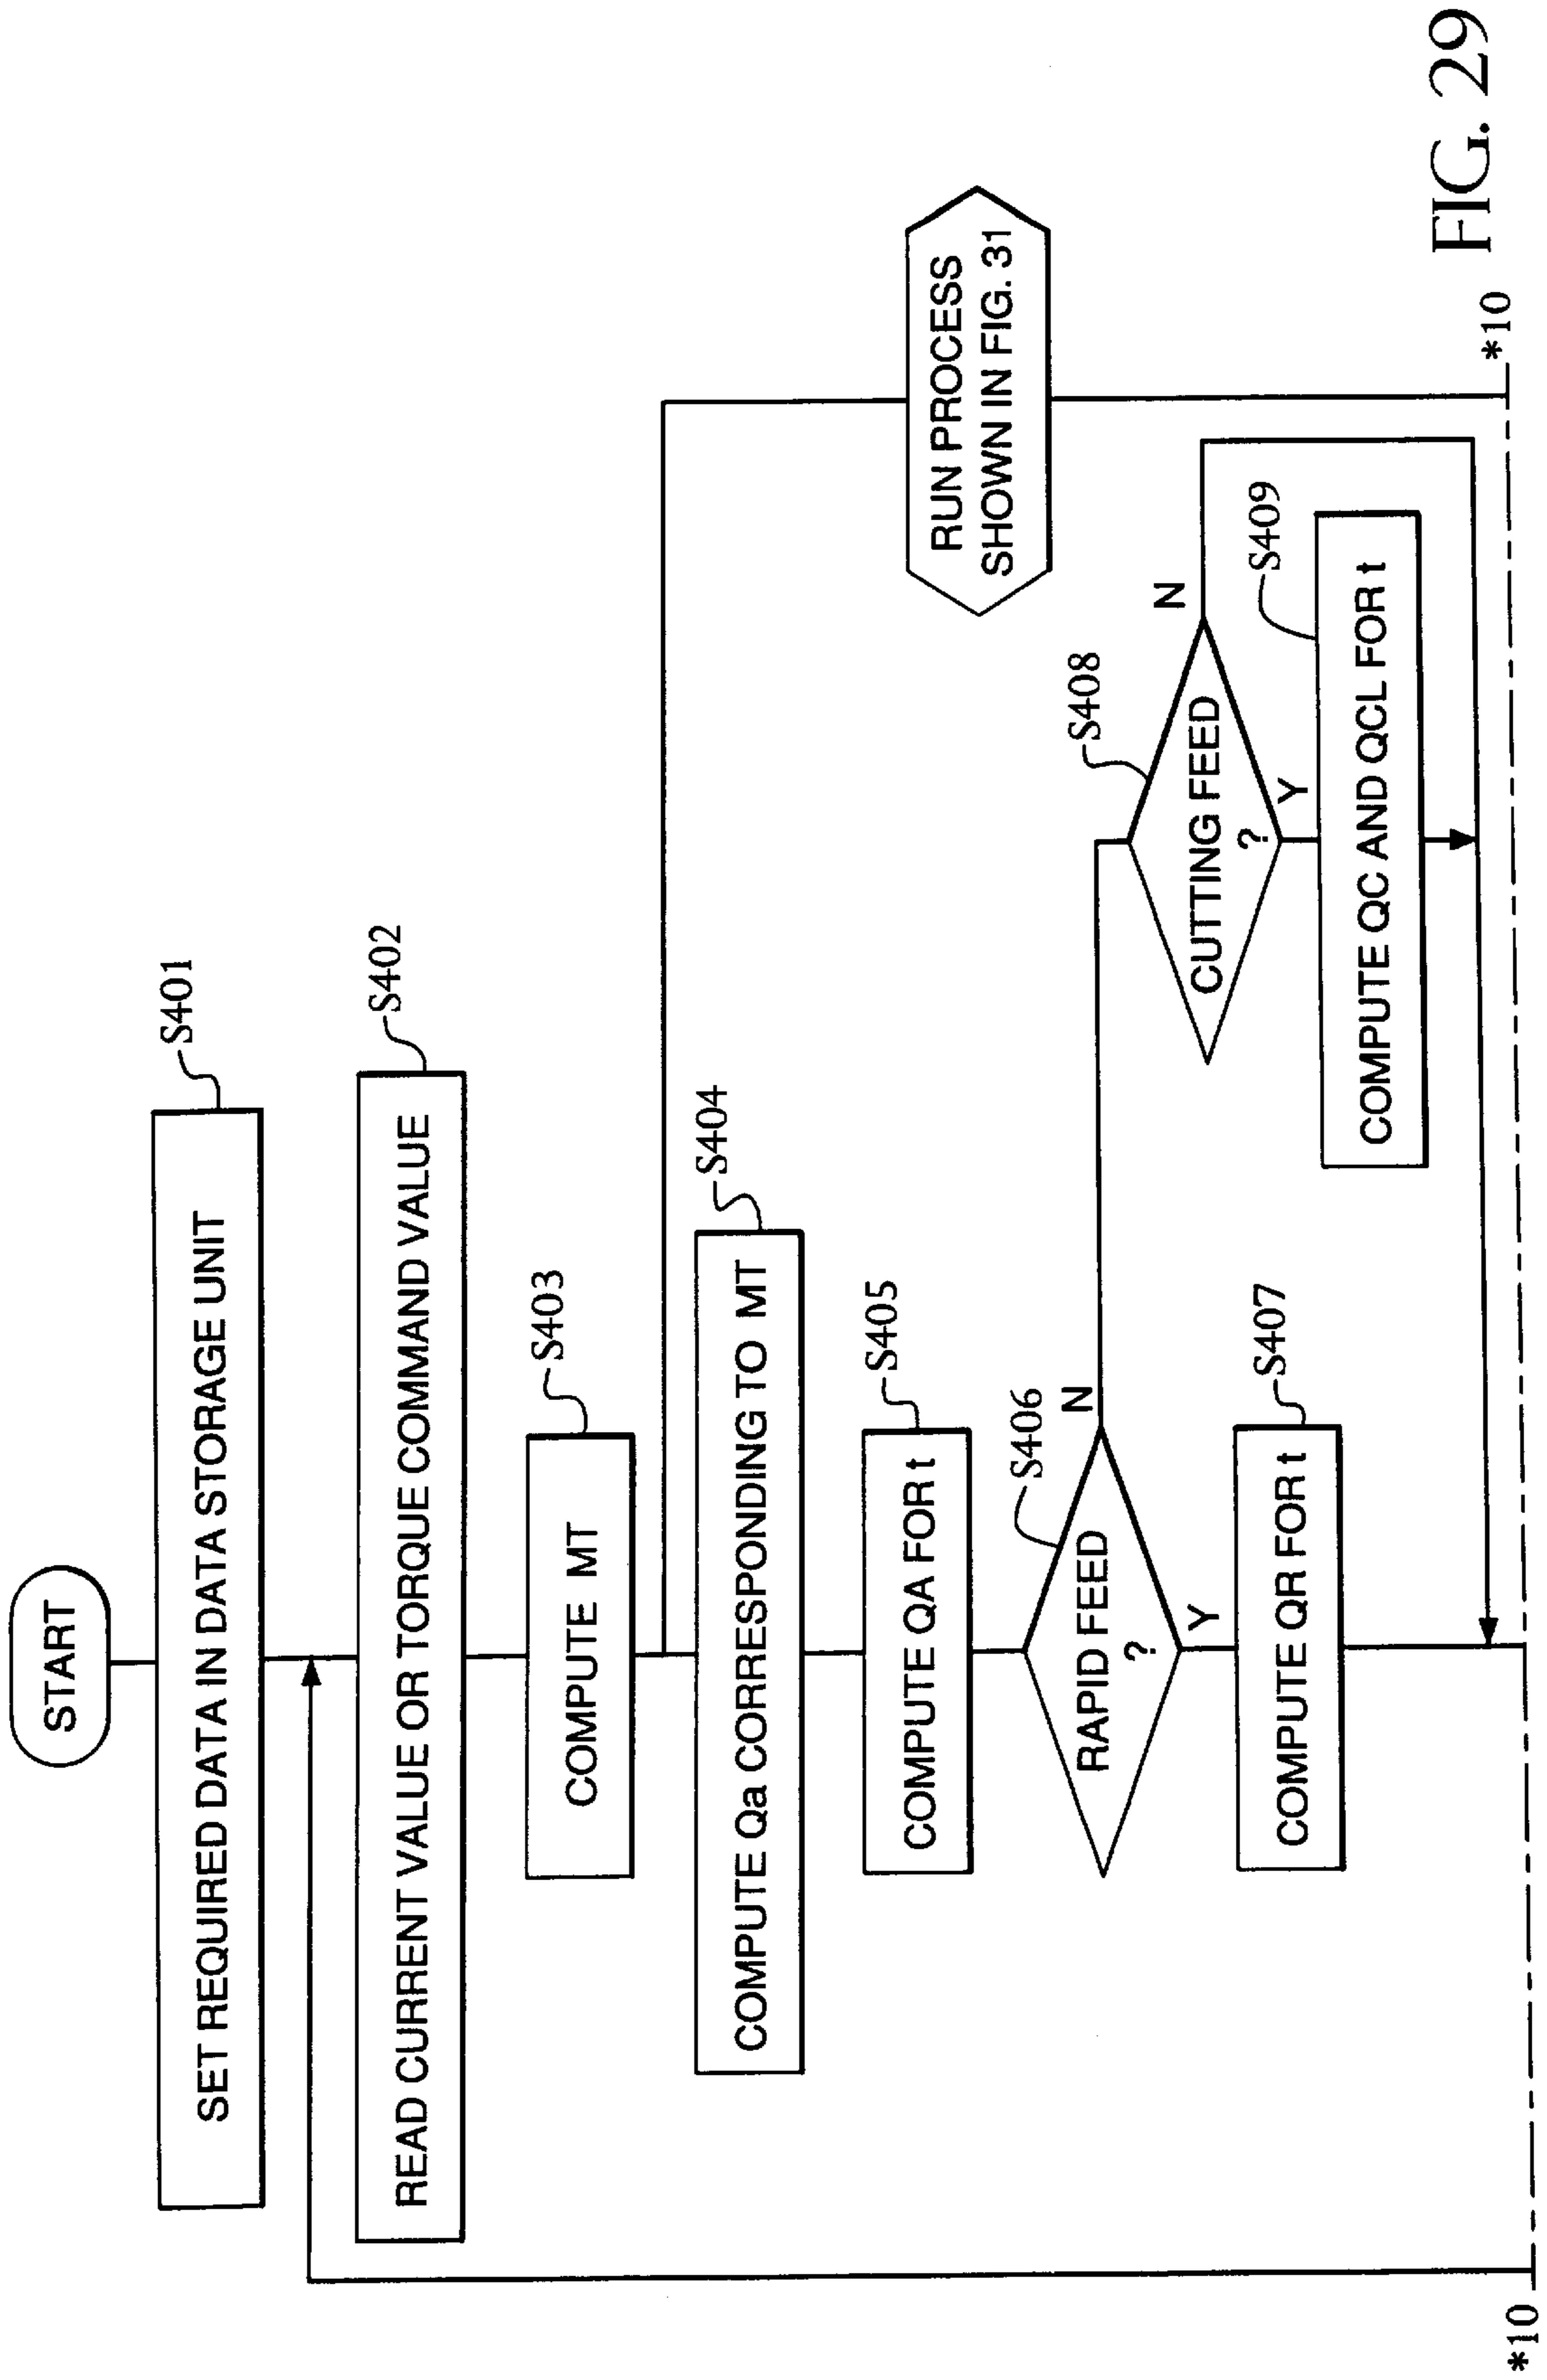 START
S401
SET REQUIRED DATA IN DATA STORAGE UNIT
S402
READ CURRENT VALUE OR TORQUE COMMAND VALUE
S403
COMPUTE MT
S404
COMPUTE Qa CORRESPONDING TO MT
S405
COMPUTE QA FOR t
S406
RAPID FEED
?
N
Y
S407
COMPUTE QR FOR t
RUN PROCESS
SHOWN IN FIG. 31
S408
CUTTING FEED
?
N
Y
S409
COMPUTE QC AND QCL FOR t
*10
*10
FIG. 29